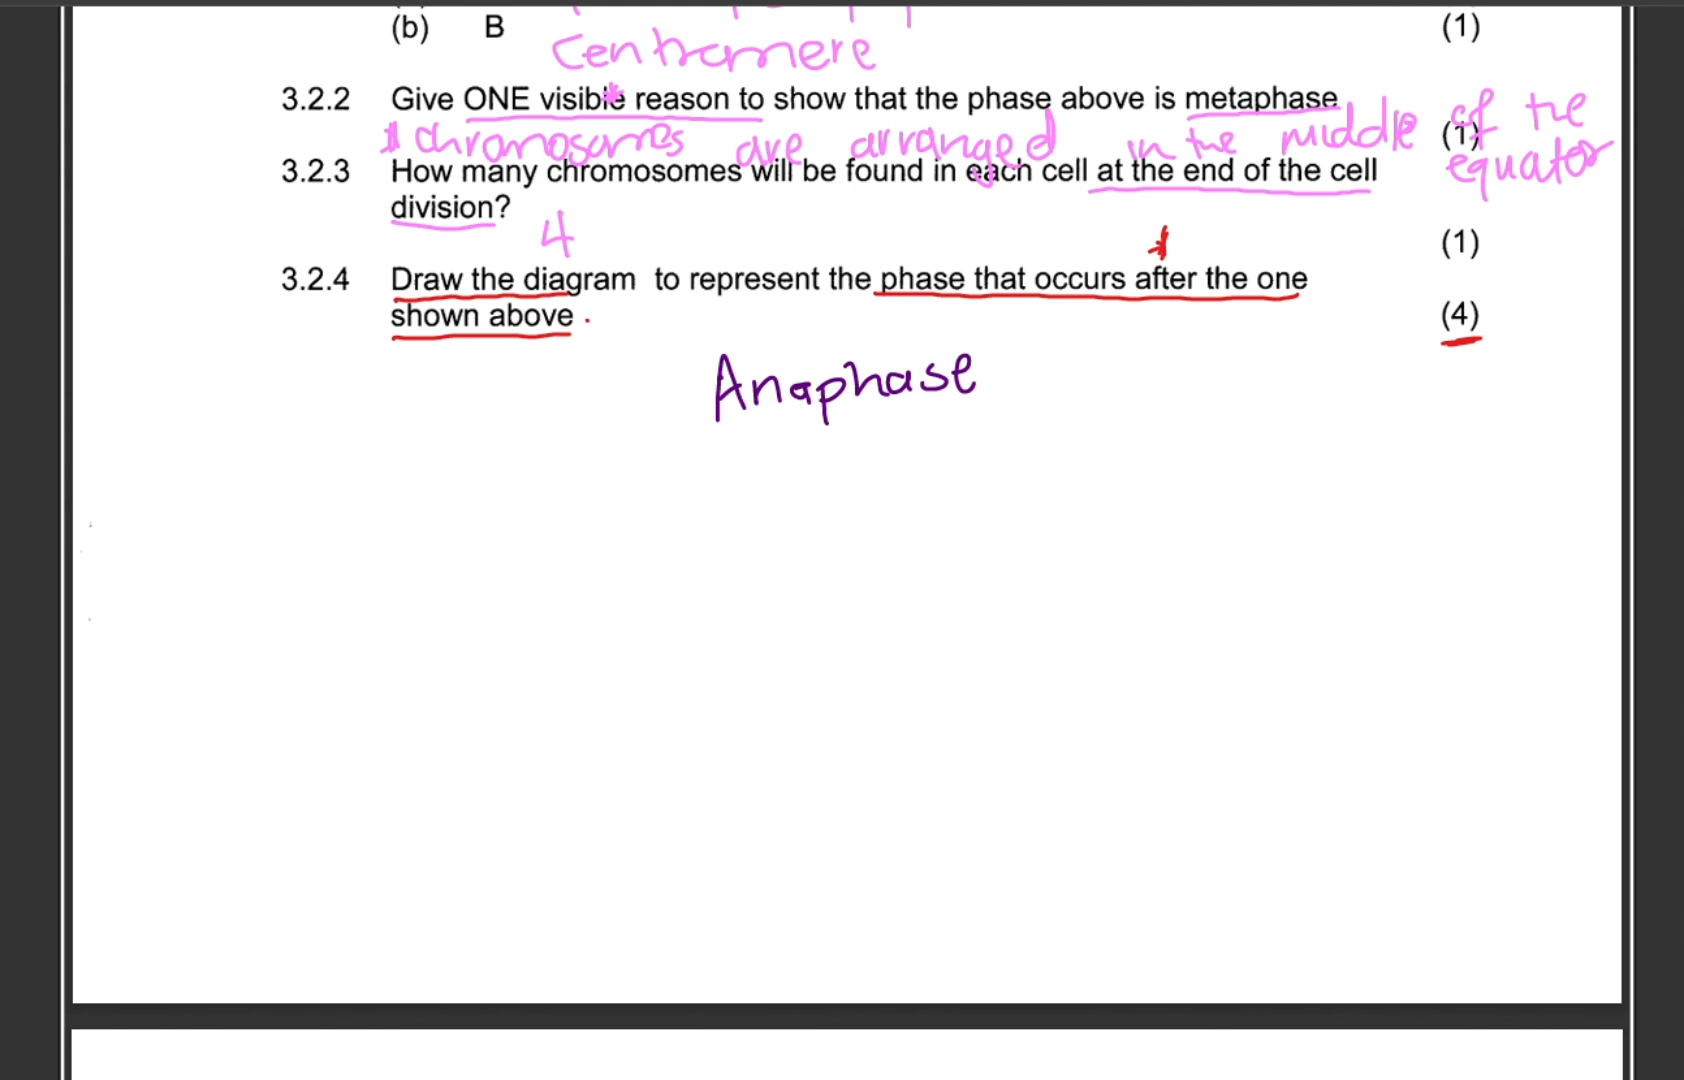 (b) B (1)
centromere
3.2.2 Give ONE visible reason to show that the phase above is metaphase
(1)
* chromosomes are arranged in the middle of the equator
3.2.3 How many chromosomes will be found in each cell at the end of the cell
division?
4
(1)
3.2.4 Draw the diagram to represent the phase that occurs after the one
shown above.
(4)
Anaphase